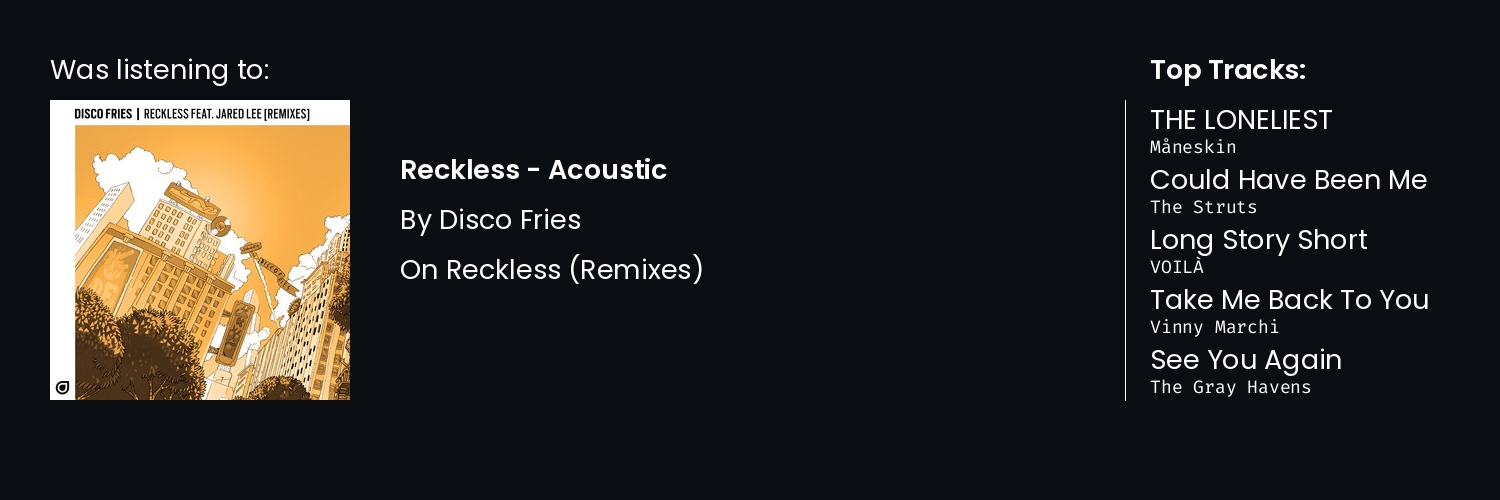 Was listening to:
DISCO FRIES | RECKLESS FEAT. JARED LEE [REMIXES]
Reckless - Acoustic
By Disco Fries
On Reckless (Remixes)
Top Tracks:
THE LONELIEST
Måneskin
Could Have Been Me
The Struts
Long Story Short
VOILÀ
Take Me Back To You
Vinny Marchi
See You Again
The Gray Havens